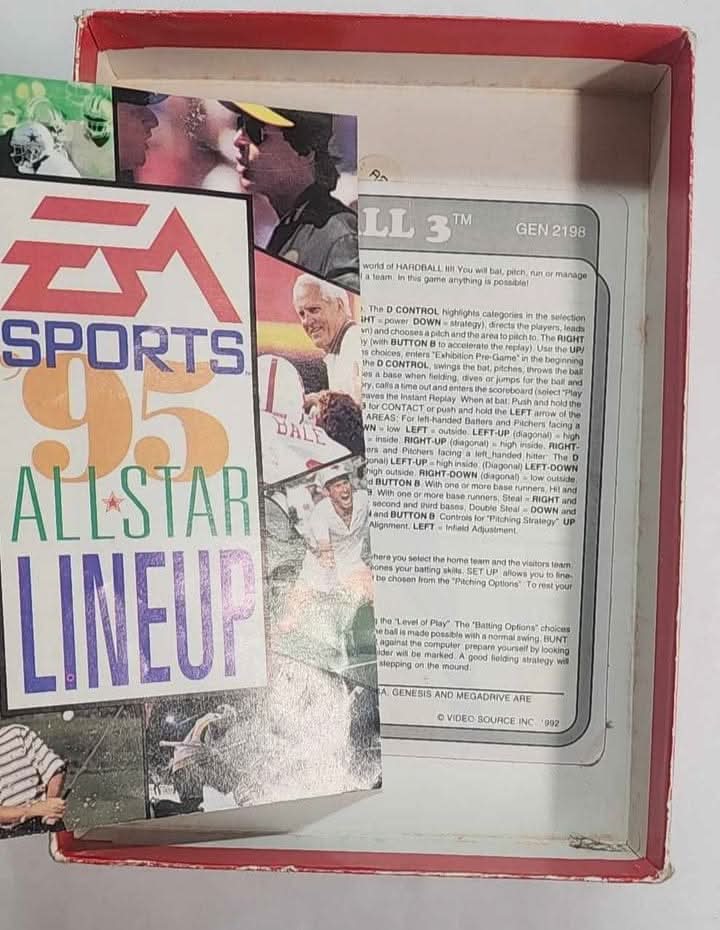 EA
SPORTS
'95
ALL★STAR
LINEUP
DALE
LL 3™ GEN 2198
world of HARDBALL III! You will bat, pitch, run or manage
a team. In this game anything is possible!
The D CONTROL highlights categories in the selection
HT = power DOWN = strategy), directs the players, leads
wn) and chooses a pitch and the area to pitch to. The RIGHT
y (with BUTTON B to accelerate the replay). Use the UP/
s choices, enters "Exhibition Pre-Game" in the beginning
the D CONTROL, swings the bat, pitches, throws the ball
es a base when fielding, dives or jumps for the ball and
ry, calls a time out and enters the scoreboard (select "Play
aves the Instant Replay. When at bat: Push and hold the
B for CONTACT or push and hold the LEFT arrow of the
AREAS: For left-handed Batters and Pitchers facing a
WN = low LEFT = outside. LEFT-UP (diagonal) = high
= inside. RIGHT-UP (diagonal) = high inside. RIGHT-
ers and Pitchers facing a left handed hitter: The D
gonal) LEFT-UP = high inside. (Diagonal) LEFT-DOWN
high outside. RIGHT-DOWN (diagonal) = low outside.
BUTTON B. With one or more base runners, Hit and
B. With one or more base runners, Steal = RIGHT and
second and third bases, Double Steal = DOWN and
and BUTTON B. Controls for "Pitching Strategy" UP
Alignment. LEFT = Infield Adjustment.
here you select the home team and the visitors team.
ones your batting skills. SET UP allows you to fine-
be chosen from the "Pitching Options" To rest your
the "Level of Play" The "Batting Options" choices
e ball is made possible with a normal swing. BUNT
against the computer prepare yourself by looking
ider will be marked. A good fielding strategy will
stepping on the mound.
GA, GENESIS AND MEGADRIVE ARE
© VIDEO SOURCE INC. '992